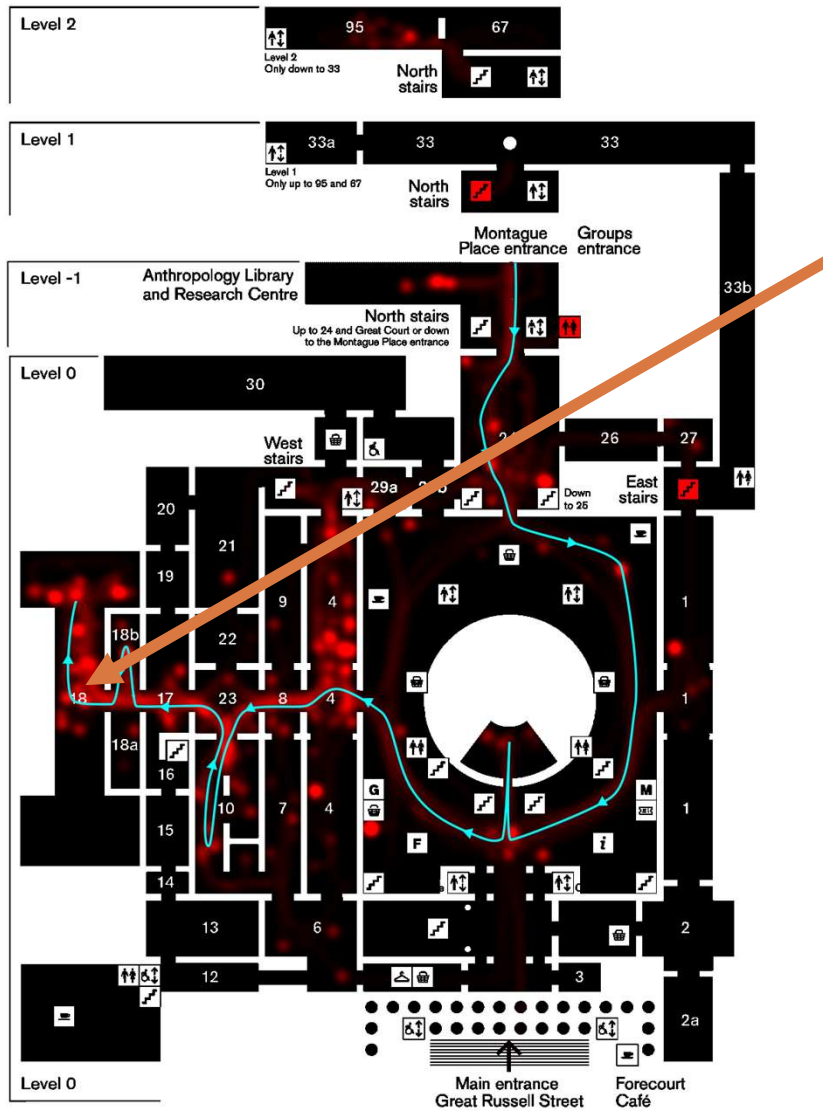 Level 2
95
67
Level 2
Only down to 33
North
stairs
Level 1
33a
33
33
Level 1
Only up to 95 and 67
North
stairs
Montague
Place entrance
Groups
entrance
Level -1
Anthropology Library
and Research Centre
33b
North stairs
Up to 24 and Great Court or down
to the Montague Place entrance
Level 0
30
24
26
27
West
stairs
29a
East
stairs
Down
to 25
20
21
19
9
4
1
18b
22
18
17
23
8
4
1
18a
16
10
7
4
G
M
1
15
F
i
14
13
6
2
12
3
2a
Level 0
Main entrance
Great Russell Street
Forecourt
Café